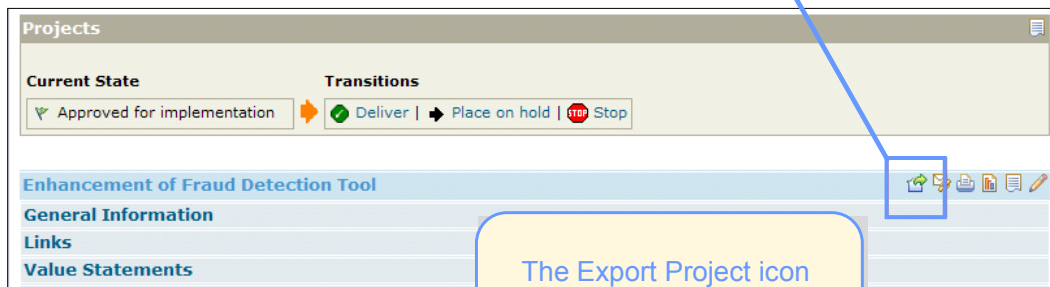 Projects
Current State Transitions
Approved for implementation Deliver | Place on hold | STOP Stop
Enhancement of Fraud Detection Tool
General Information
Links
Value Statements
The Export Project icon